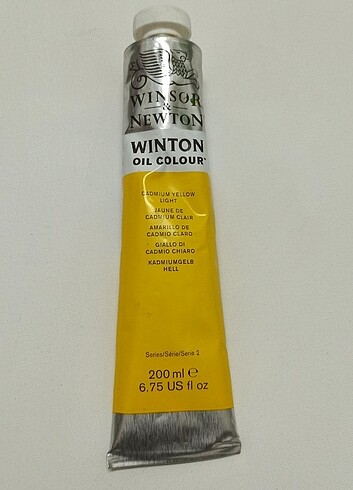 WINSOR
&
NEWTON
WINTON
OIL COLOUR™
CADMIUM YELLOW
LIGHT
JAUNE DE
CADMIUM CLAIR
AMARILLO DE
CADMIO CLARO
GIALLO DI
CADMIO CHIARO
KADMIUMGELB
HELL
Series/Série/Serie 2
200 ml ℮
6.75 US fl oz